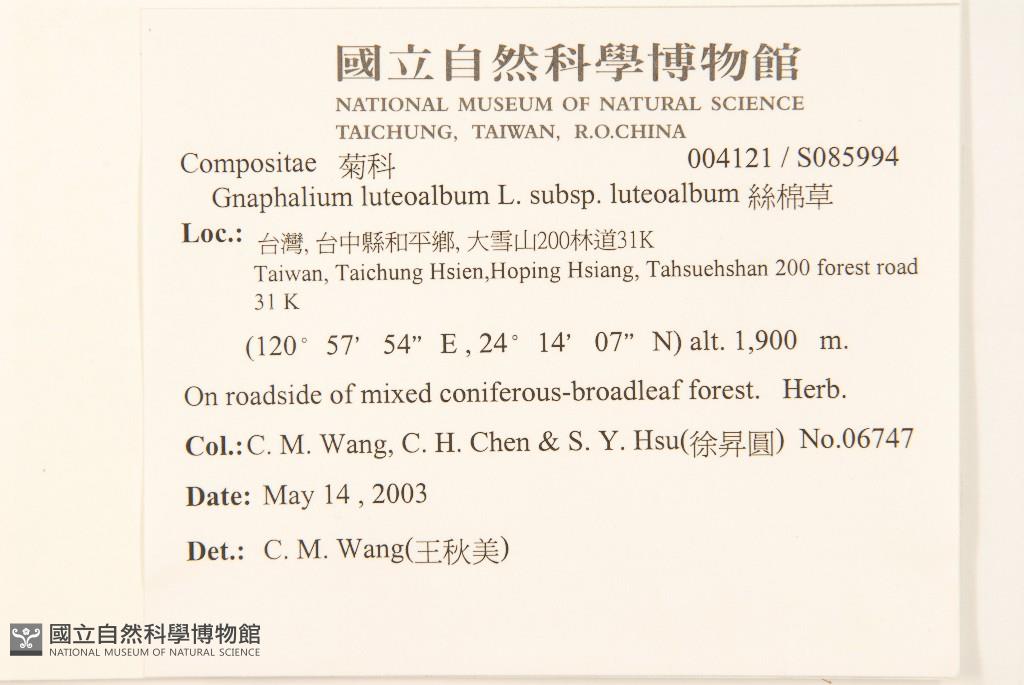 國立自然科學博物館
NATIONAL MUSEUM OF NATURAL SCIENCE
TAICHUNG, TAIWAN, R.O.CHINA
Compositae 菊科 004121 / S085994
Gnaphalium luteoalbum L. subsp. luteoalbum 絲棉草
Loc.: 台灣, 台中縣和平鄉, 大雪山200林道31K
Taiwan, Taichung Hsien,Hoping Hsiang, Tahsuehshan 200 forest road
31 K
(120° 57’ 54” E , 24° 14’ 07” N) alt. 1,900 m.
On roadside of mixed coniferous-broadleaf forest. Herb.
Col.: C. M. Wang, C. H. Chen & S. Y. Hsu(徐昇圓) No.06747
Date: May 14 , 2003
Det.: C. M. Wang(王秋美)
國立自然科學博物館
NATIONAL MUSEUM OF NATURAL SCIENCE